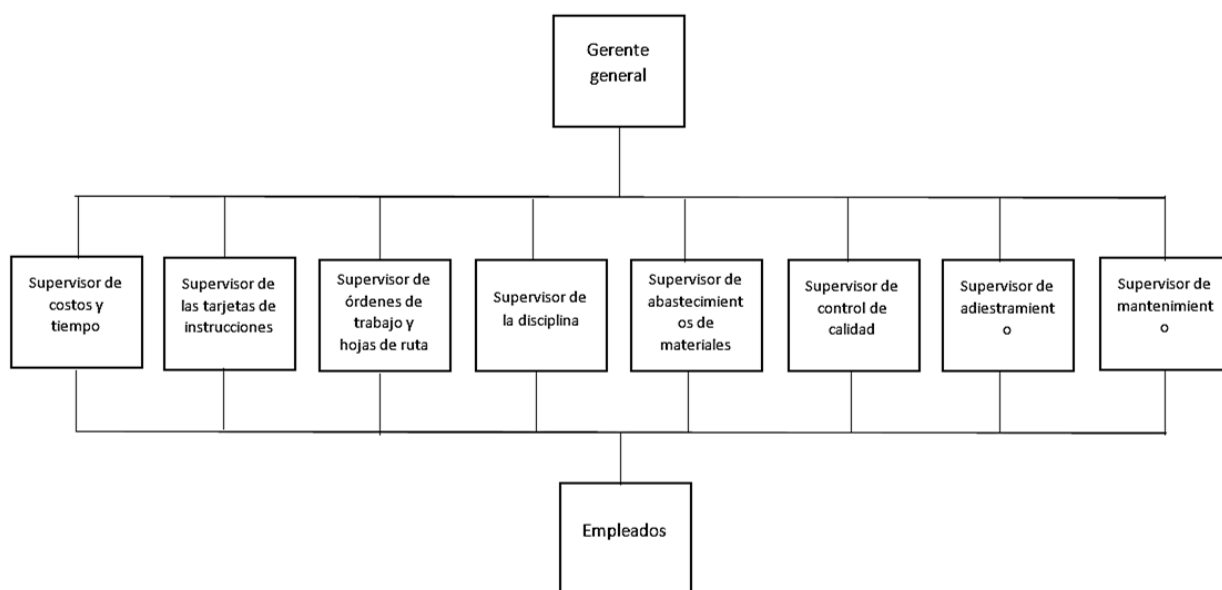 Gerente
general
Supervisor de
costos y
tiempo
Supervisor de
las tarjetas de
instrucciones
Supervisor de
órdenes de
trabajo y
hojas de ruta
Supervisor de
la disciplina
Supervisor de
abastecimient
os de
materiales
Supervisor de
control de
calidad
Supervisor de
adiestramient
o
Supervisor de
mantenimient
o
Empleados